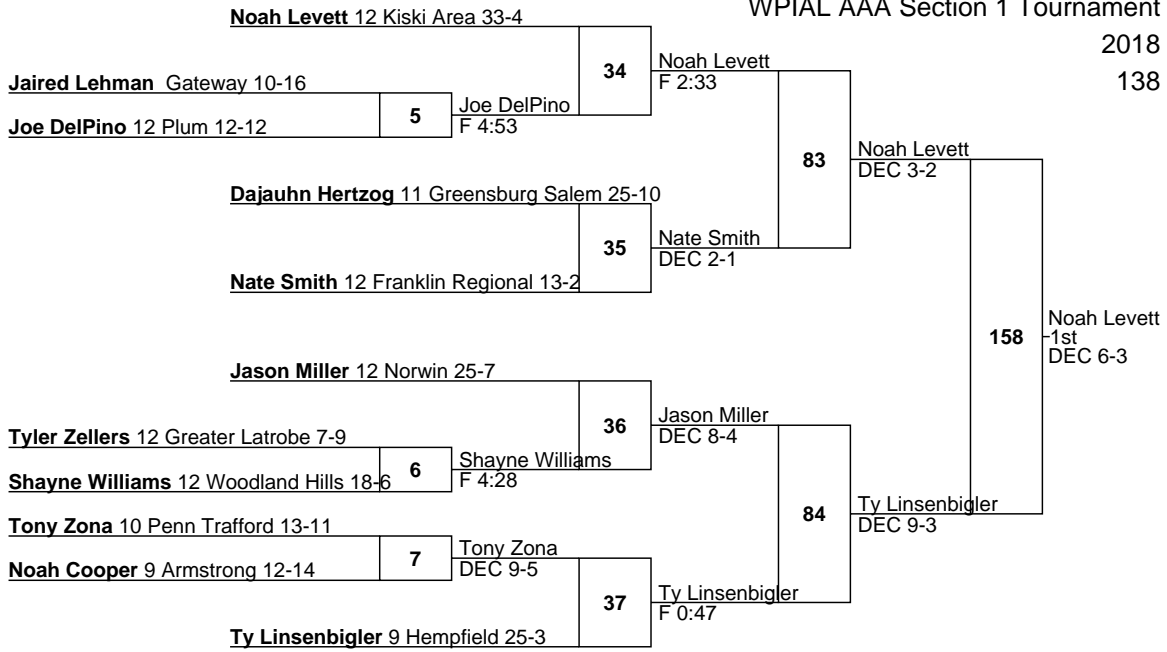 WPIAL AAA Section 1 Tournament
2018
138
Noah Levett 12 Kiski Area 33-4
Jaired Lehman Gateway 10-16
Joe DelPino 12 Plum 12-12
5
Joe DelPino
F 4:53
34
Noah Levett
F 2:33
Dajauhn Hertzog 11 Greensburg Salem 25-10
Nate Smith 12 Franklin Regional 13-2
35
Nate Smith
DEC 2-1
83
Noah Levett
DEC 3-2
Jason Miller 12 Norwin 25-7
Tyler Zellers 12 Greater Latrobe 7-9
Shayne Williams 12 Woodland Hills 18-6
6
Shayne Williams
F 4:28
36
Jason Miller
DEC 8-4
Tony Zona 10 Penn Trafford 13-11
Noah Cooper 9 Armstrong 12-14
7
Tony Zona
DEC 9-5
Ty Linsenbigler 9 Hempfield 25-3
37
Ty Linsenbigler
F 0:47
84
Ty Linsenbigler
DEC 9-3
158
Noah Levett
1st
DEC 6-3